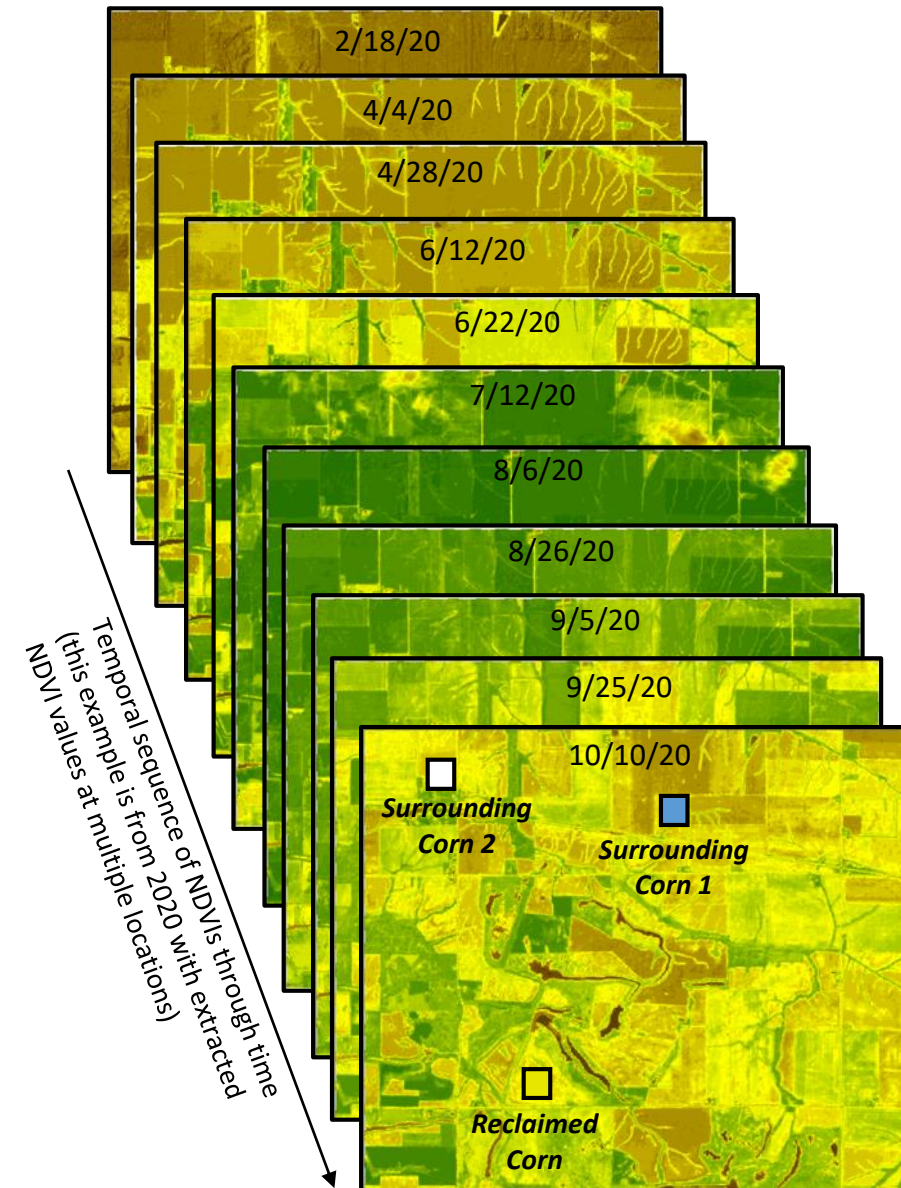 2/18/20
4/4/20
4/28/20
6/12/20
6/22/20
7/12/20
8/6/20
8/26/20
9/5/20
9/25/20
10/10/20
Surrounding
Corn 2
Surrounding
Corn 1
Reclaimed
Corn
Temporal sequence of NDVIs through time
(this example is from 2020 with extracted
NDVI values at multiple locations)